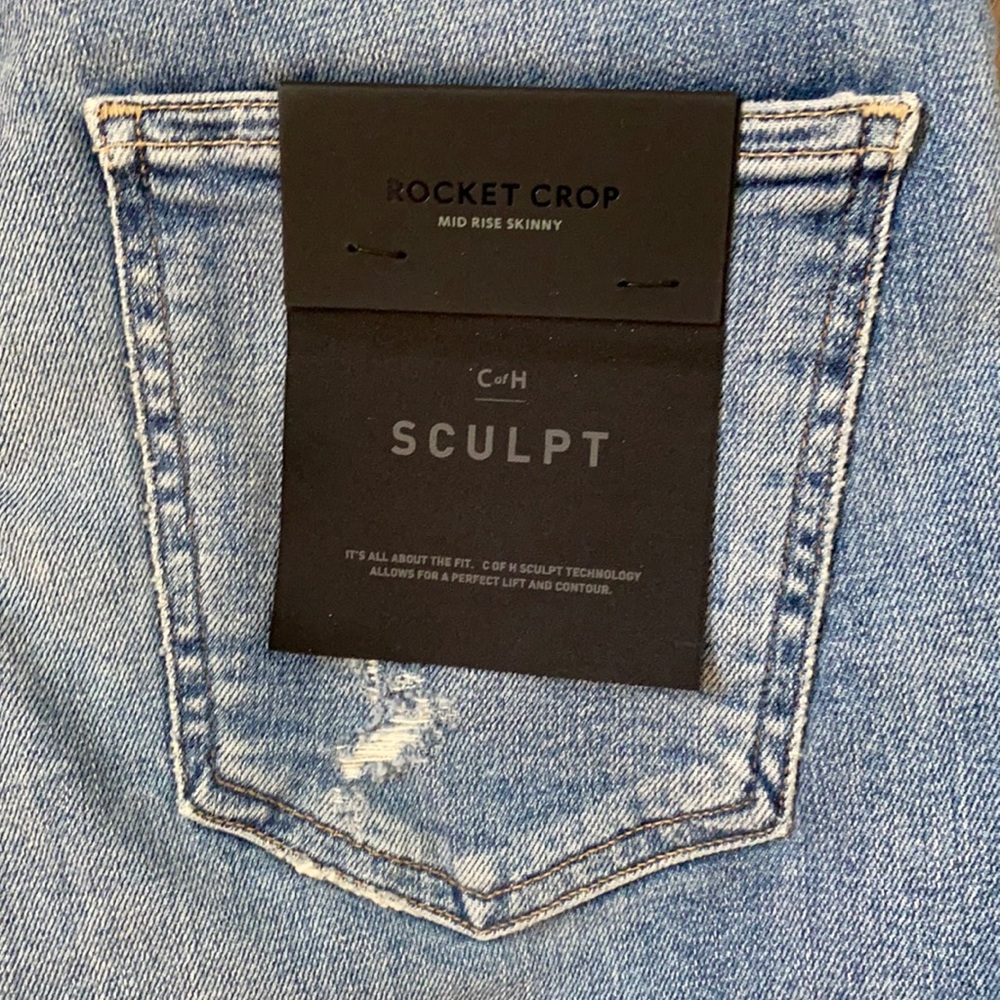 ROCKET CROP
MID RISE SKINNY
C of H
SCULPT
IT'S ALL ABOUT THE FIT. C OF H SCULPT TECHNOLOGY
ALLOWS FOR A PERFECT LIFT AND CONTOUR.